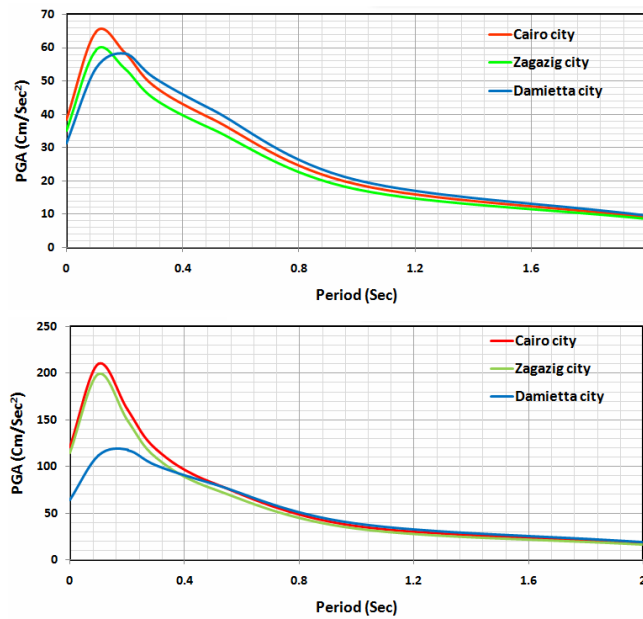 70
60
50
40
30
20
10
0
PGA (Cm/Sec²)
Cairo city
Zagazig city
Damietta city
0 0.4 0.8 1.2 1.6
Period (Sec)
250
200
150
100
50
0
PGA (Cm/Sec²)
Cairo city
Zagazig city
Damietta city
0 0.4 0.8 1.2 1.6 2
Period (Sec)